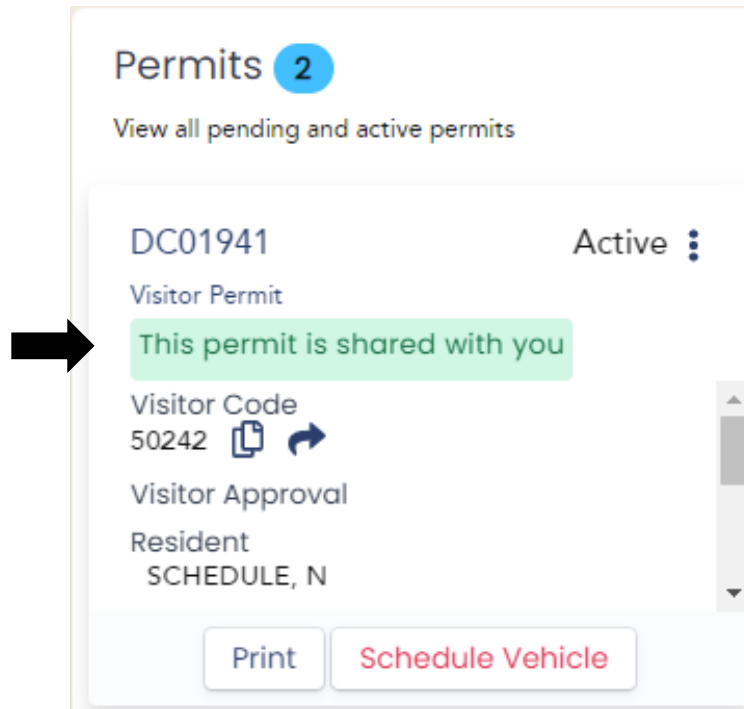 Permits 2
View all pending and active permits
DC01941 Active
Visitor Permit
This permit is shared with you
Visitor Code
50242
Visitor Approval
Resident
SCHEDULE, N
Print Schedule Vehicle